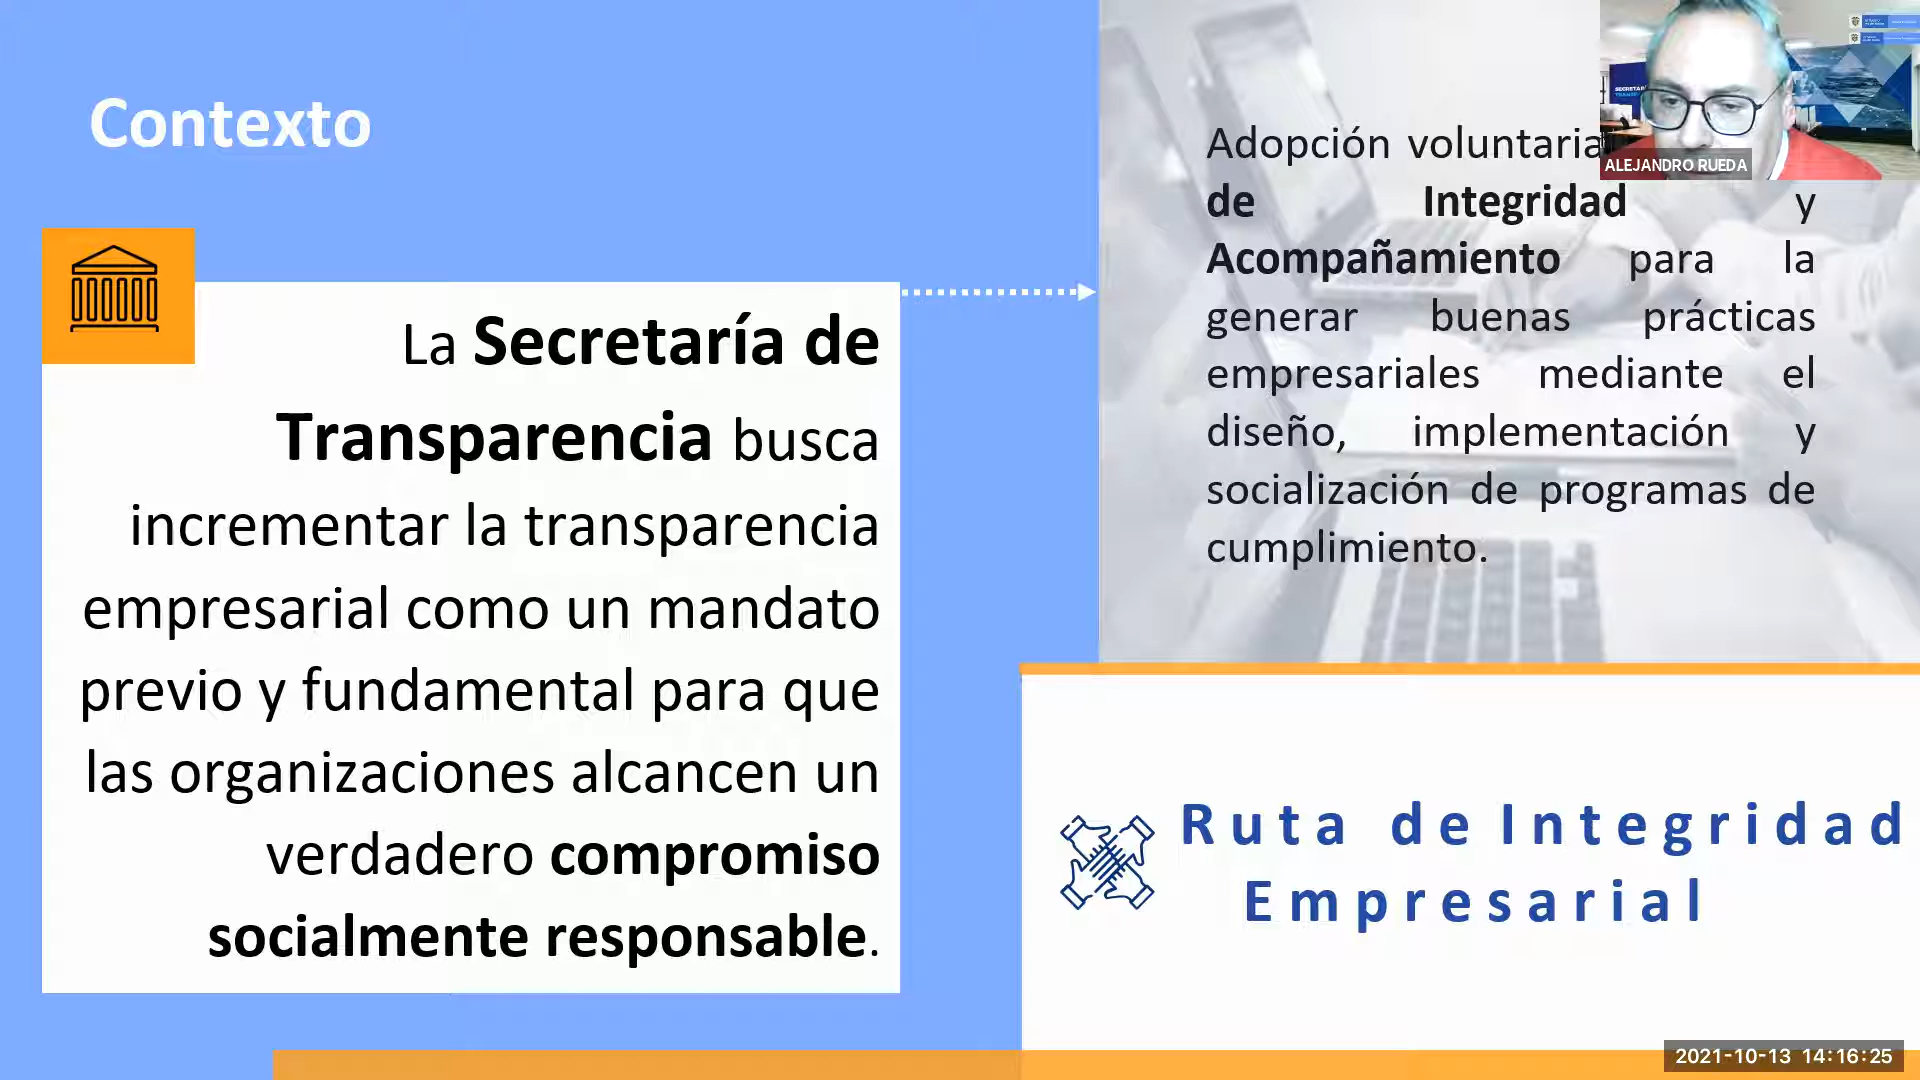 Contexto
La Secretaría de
Transparencia busca
incrementar la transparencia
empresarial como un mandato
previo y fundamental para que
las organizaciones alcancen un
verdadero compromiso
socialmente responsable.
Adopción voluntaria
de Integridad y
Acompañamiento para la
generar buenas prácticas
empresariales mediante el
diseño, implementación y
socialización de programas de
cumplimiento.
ALEJANDRO RUEDA
Ruta de Integridad
Empresarial
2021-10-13 14:16:25